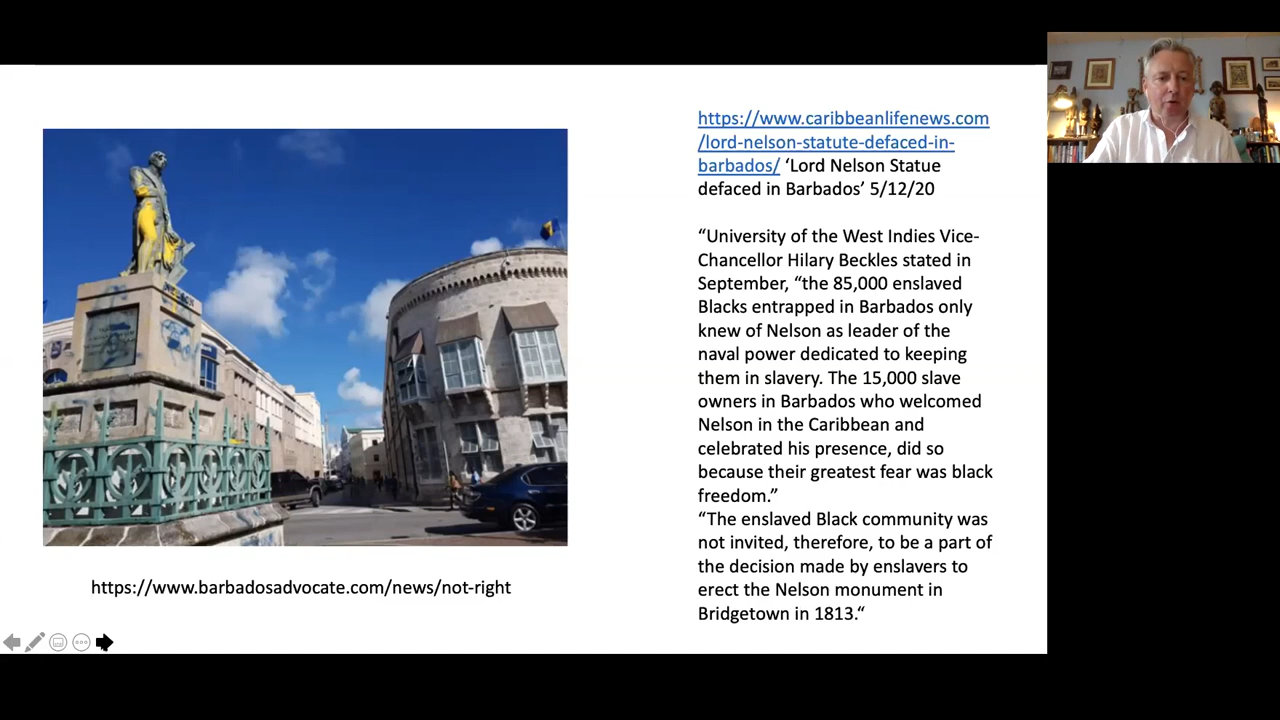 https://www.caribbeanlifenews.com
/lord-nelson-statute-defaced-in-
barbados/ ‘Lord Nelson Statue
defaced in Barbados’ 5/12/20
“University of the West Indies Vice-
Chancellor Hilary Beckles stated in
September, “the 85,000 enslaved
Blacks entrapped in Barbados only
knew of Nelson as leader of the
naval power dedicated to keeping
them in slavery. The 15,000 slave
owners in Barbados who welcomed
Nelson in the Caribbean and
celebrated his presence, did so
because their greatest fear was black
freedom.”
“The enslaved Black community was
not invited, therefore, to be a part of
the decision made by enslavers to
erect the Nelson monument in
Bridgetown in 1813.“
NELSON
https://www.barbadosadvocate.com/news/not-right